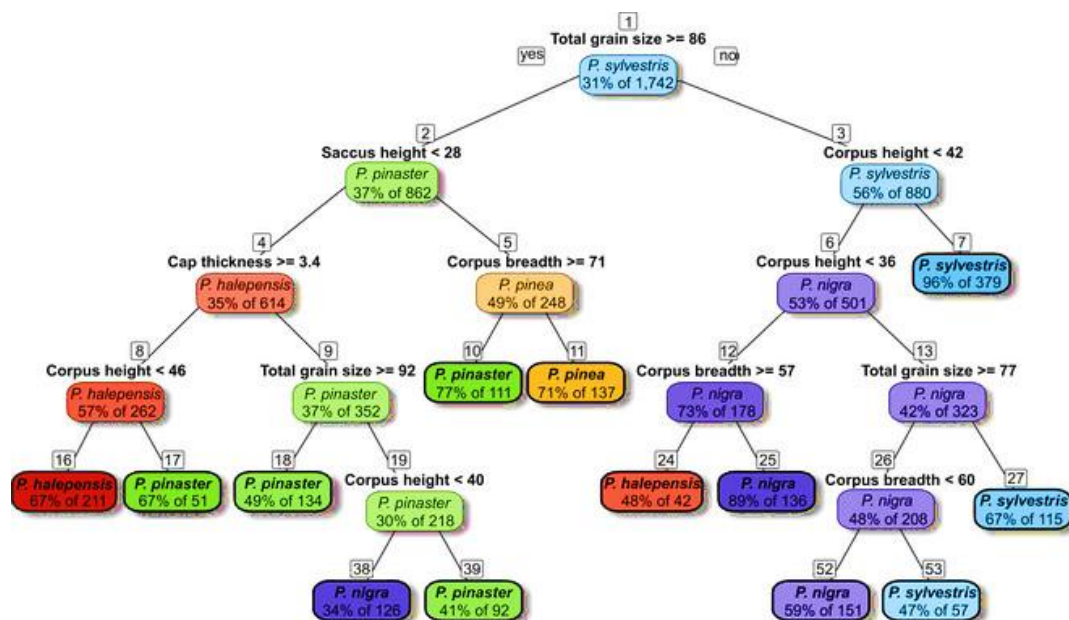 1
Total grain size >= 86
yes
no
P. sylvestris
31% of 1,742
2
3
Saccus height < 28
Corpus height < 42
P. pinaster
37% of 862
P. sylvestris
56% of 880
4
5
6
7
Cap thickness >= 3.4
Corpus breadth >= 71
Corpus height < 36
P. halepensis
35% of 614
P. pinea
49% of 248
P. nigra
53% of 501
P. sylvestris
96% of 379
8
9
10
11
12
13
Corpus height < 46
Total grain size >= 92
P. pinaster
77% of 111
P. pinea
71% of 137
Corpus breadth >= 57
Total grain size >= 77
P. halepensis
57% of 262
P. pinaster
37% of 352
P. nigra
73% of 178
P. nigra
42% of 323
16
17
18
19
24
25
26
27
P. halepensis
67% of 211
P. pinaster
67% of 51
P. pinaster
49% of 134
Corpus height < 40
P. pinaster
30% of 218
P. halepensis
48% of 42
P. nigra
89% of 136
Corpus breadth < 60
P. nigra
48% of 208
P. sylvestris
67% of 115
38
39
52
53
P. nigra
34% of 126
P. pinaster
41% of 92
P. nigra
59% of 151
P. sylvestris
47% of 57